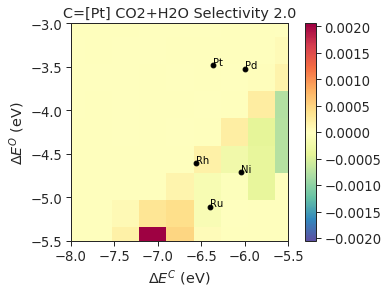 C=[Pt] CO2+H2O Selectivity 2.0
ΔE^O (eV)
−3.0
−3.5
−4.0
−4.5
−5.0
−5.5
Pt
Pd
Rh
Ni
Ru
−8.0 −7.5 −7.0 −6.5 −6.0 −5.5
ΔE^C (eV)
0.0020
0.0015
0.0010
0.0005
0.0000
−0.0005
−0.0010
−0.0015
−0.0020